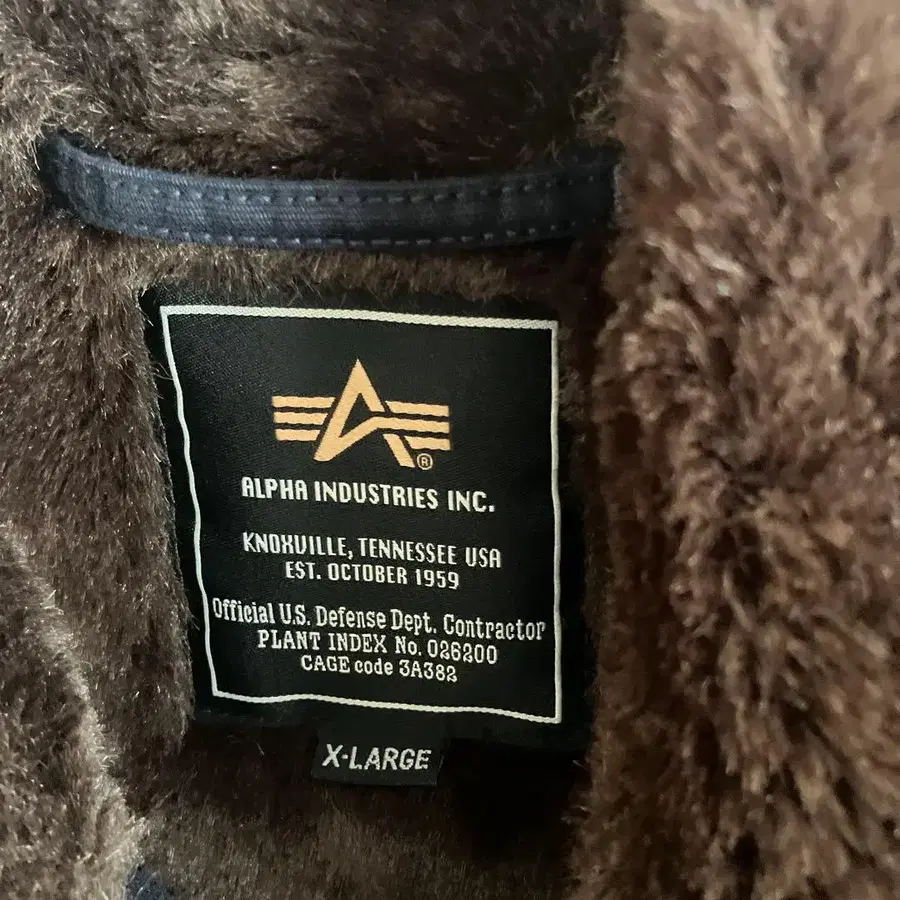 ®
ALPHA INDUSTRIES INC.
KNOXVILLE, TENNESSEE USA
EST. OCTOBER 1959
Official U.S. Defense Dept. Contractor
PLANT INDEX No. 026200
CAGE code 3A382
X-LARGE